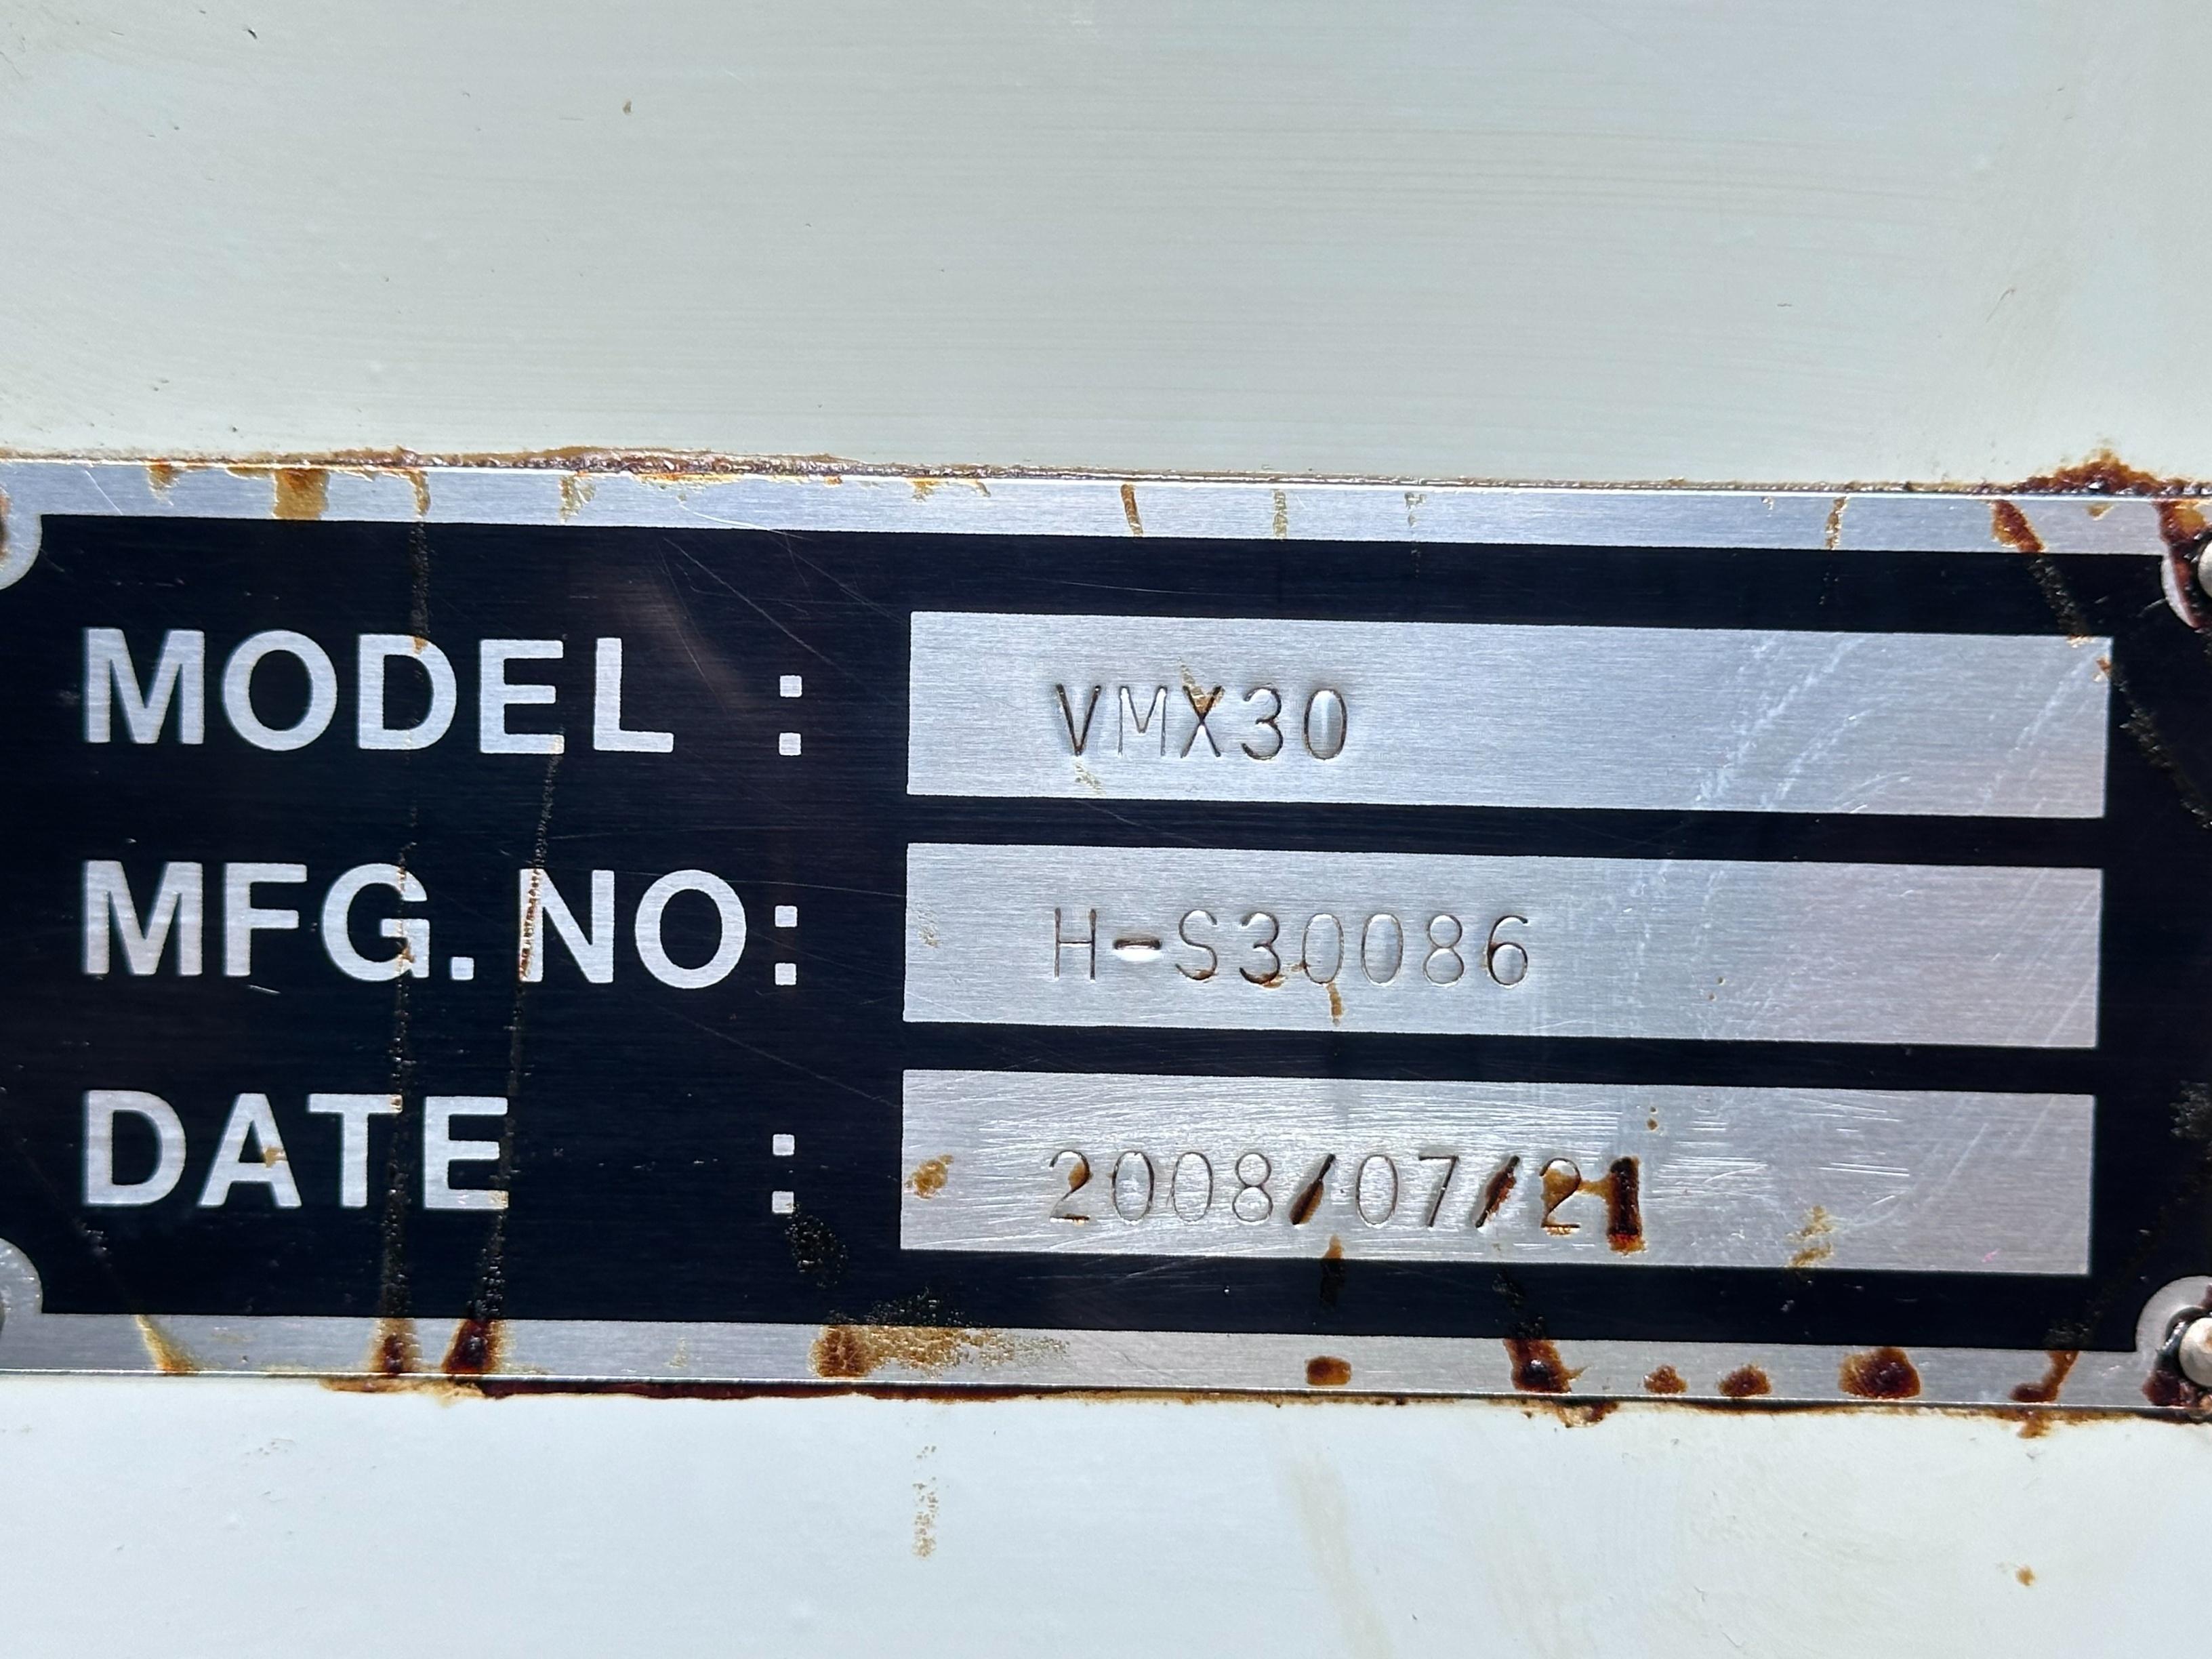 MODEL : VMX30
MFG. NO: H-S30086
DATE : 2008/07/21